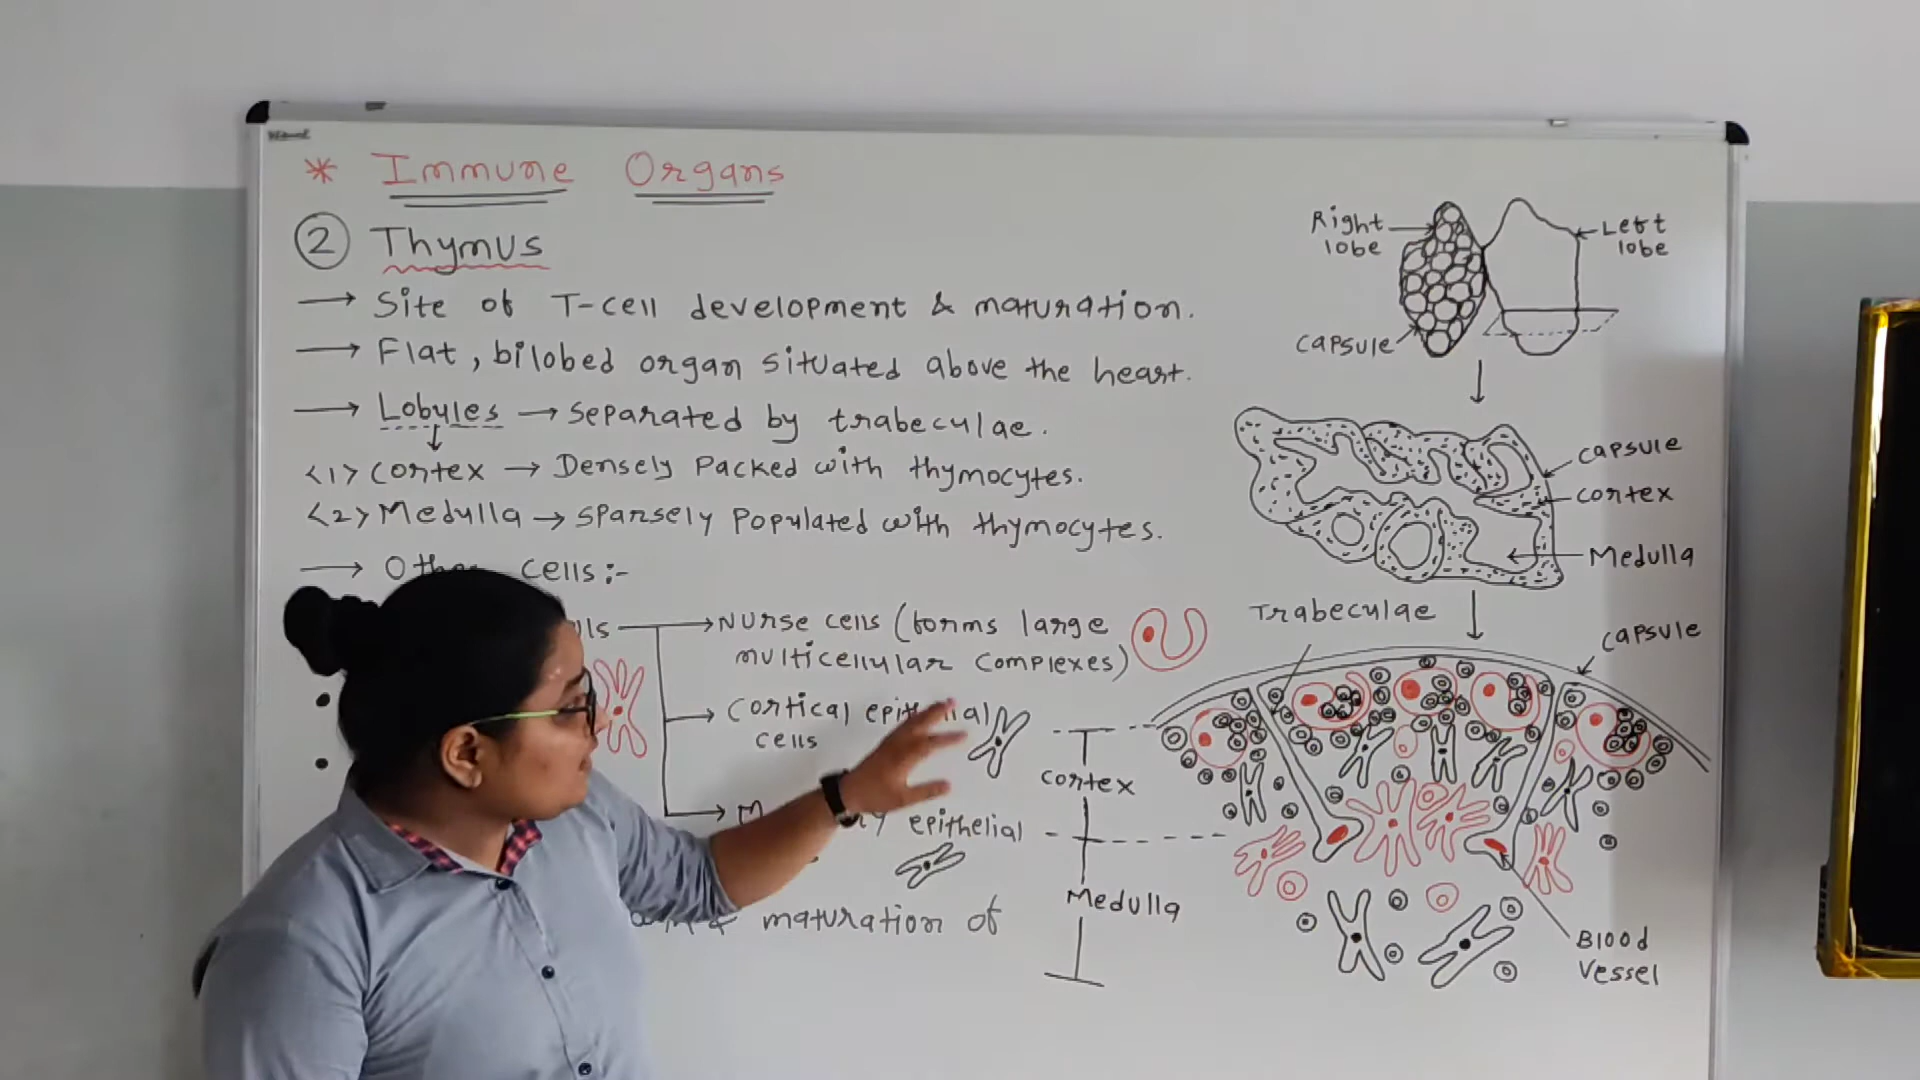 * Immune Organs
② Thymus
→ Site of T-cell development & maturation.
→ Flat, bilobed organ situated above the heart.
→ Lobules → separated by trabeculae.
<1> Cortex → Densely Packed with thymocytes.
<2> Medulla → sparsely populated with thymocytes.
→ cells:-
→ Nurse cells (forms large
multicellular complexes)
→ Cortical epithelial
cells
→ epithelial
maturation of
Right
lobe
Left
lobe
capsule
capsule
cortex
Medulla
Trabeculae
capsule
cortex
Medulla
Blood
vessel